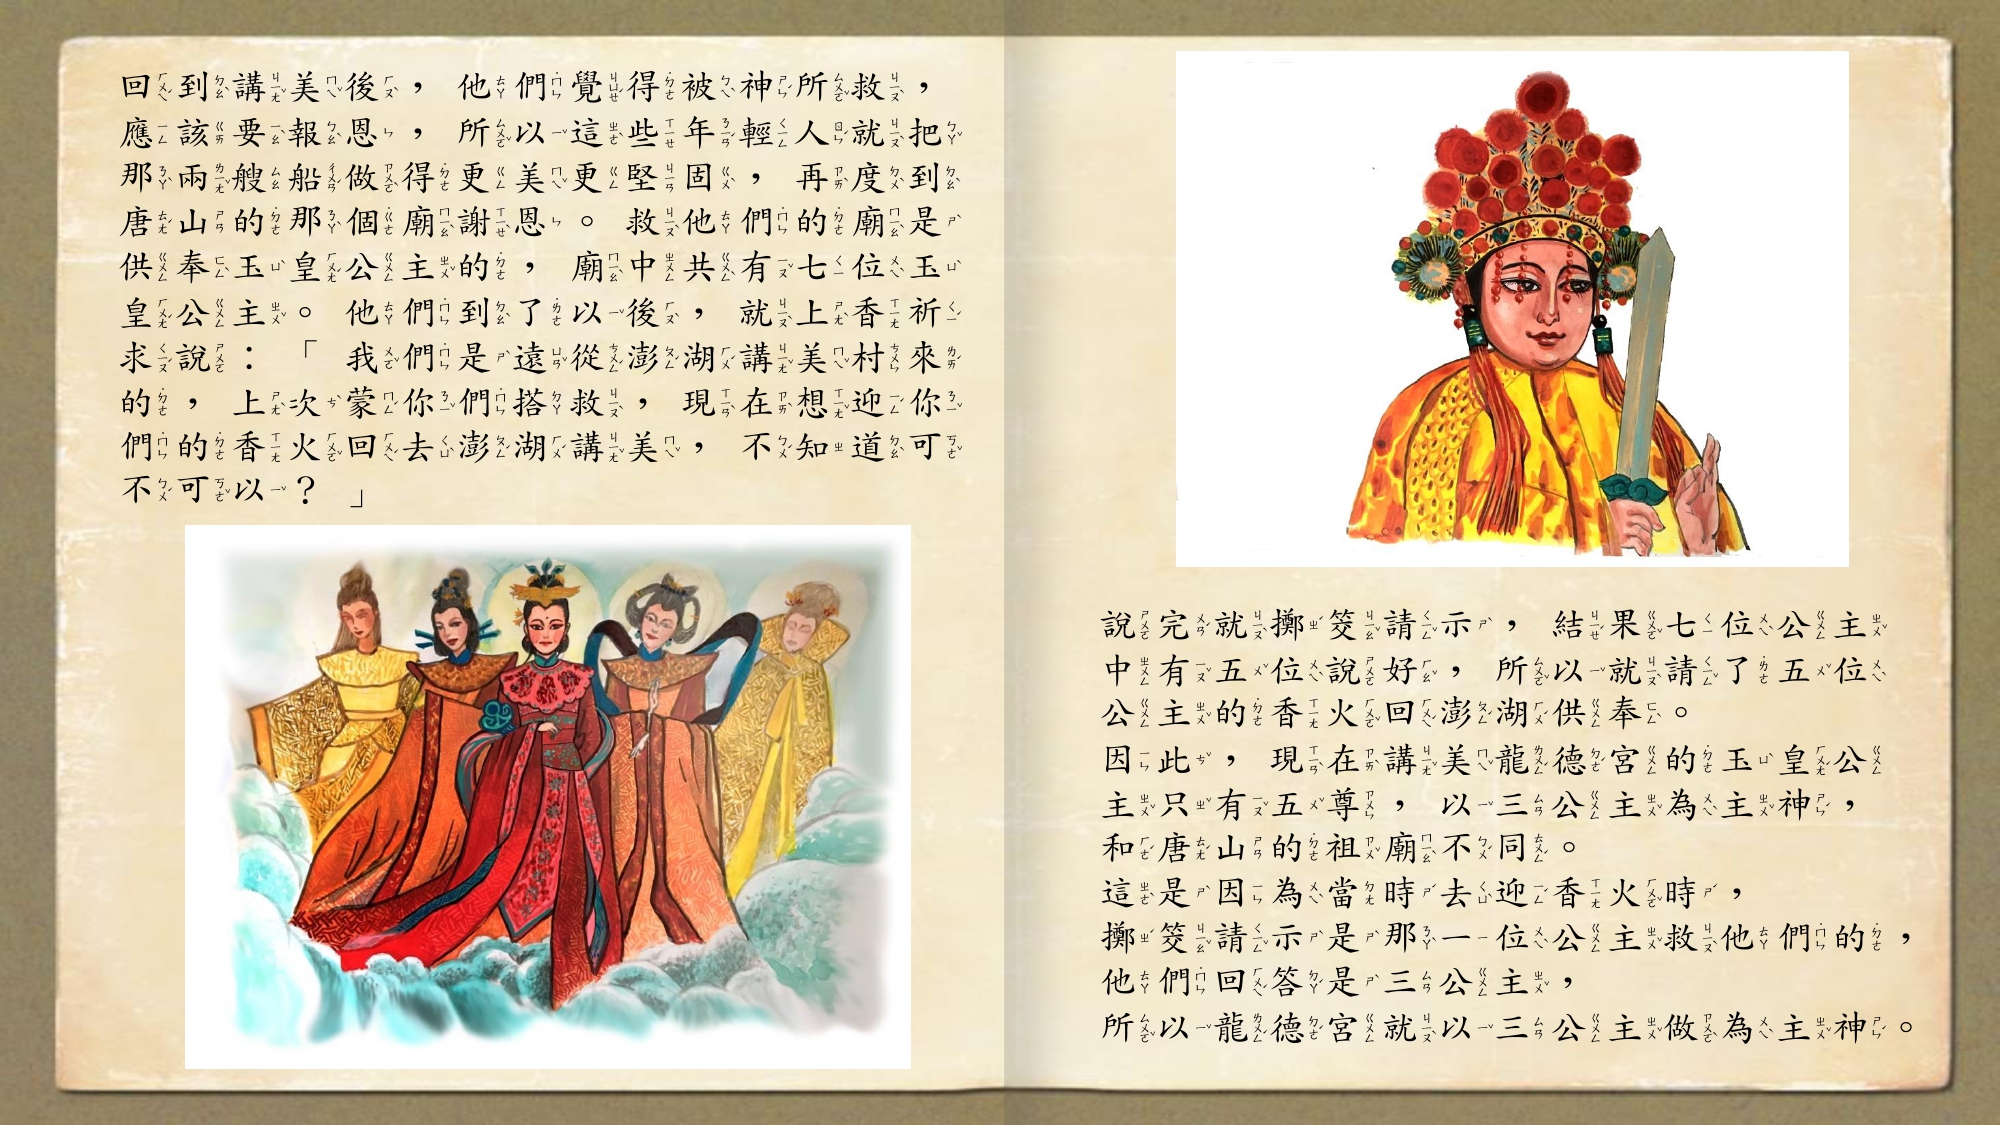 回到講美後，他們覺得被神所救，
應該要報恩，所以這些年輕人就把
那兩艘船做得更美更堅固，再度到
唐山的那個廟謝恩。救他們的廟是
供奉玉皇公主的，廟中共有七位玉
皇公主。他們到了以後，就上香祈
求說：「我們是遠從澎湖講美村來
的，上次蒙你們搭救，現在想迎你
們的香火回去澎湖講美，不知道可
不可以？」
說完就擲筊請示，結果七位公主
中有五位說好，所以就請了五位
公主的香火回澎湖供奉。
因此，現在講美龍德宮的玉皇公
主只有五尊，以三公主為主神，
和唐山的祖廟不同。
這是因為當時去迎香火時，
擲筊請示是那一位公主救他們的，
他們回答是三公主，
所以龍德宮就以三公主做為主神。